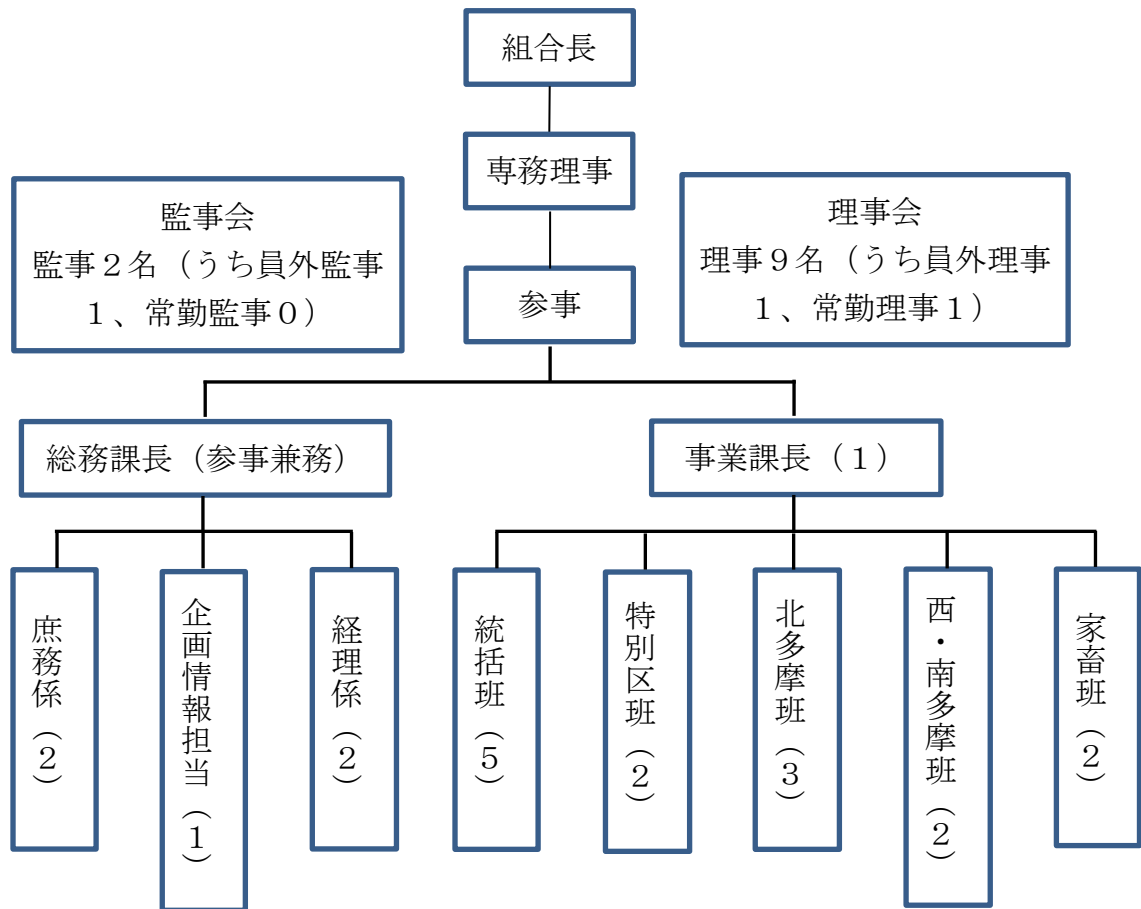 組合長
専務理事
監事会
監事２名（うち員外監事
１、常勤監事０）
理事会
理事９名（うち員外理事
１、常勤理事１）
参事
総務課長（参事兼務）
事業課長（１）
庶務係（２）
企画情報担当（１）
経理係（２）
統括班（５）
特別区班（２）
北多摩班（３）
西・南多摩班（２）
家畜班（２）